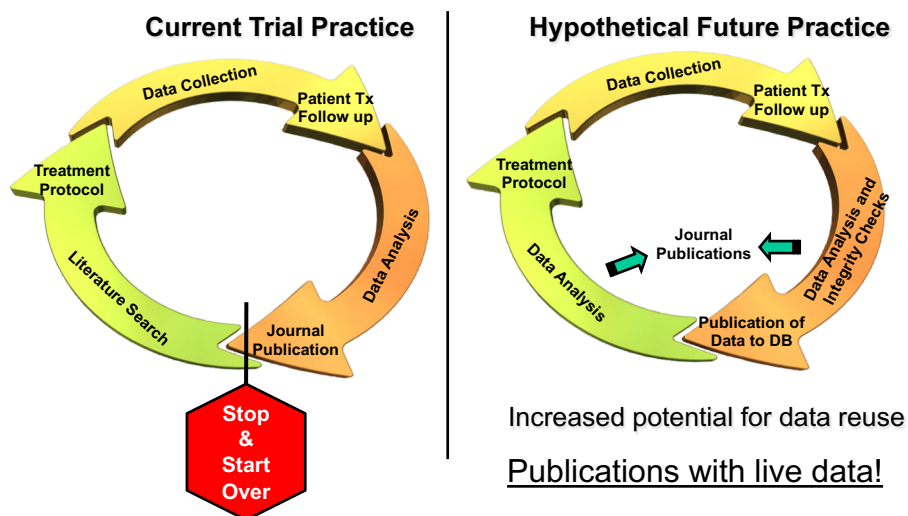 Current Trial Practice
Data Collection
Patient Tx
Follow up
Treatment
Protocol
Data Analysis
Literature Search
Journal
Publication
Stop
&
Start
Over
Hypothetical Future Practice
Data Collection
Patient Tx
Follow up
Treatment
Protocol
Data Analysis and
Integrity Checks
Journal
Publications
Data Analysis
Publication of
Data to DB
Increased potential for data reuse
Publications with live data!